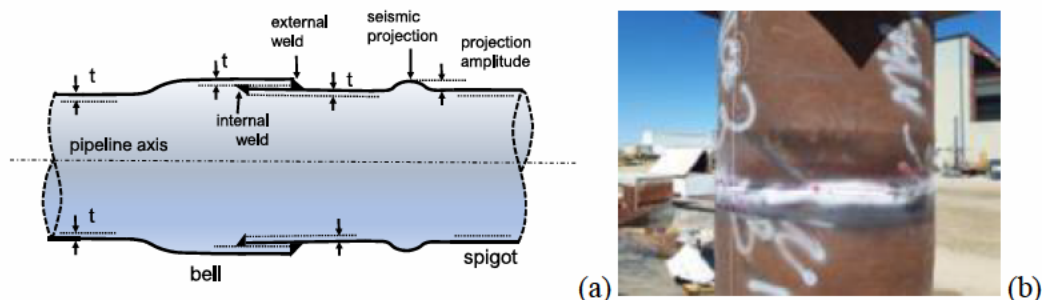 external
weld
seismic
projection
projection
amplitude
t
t
t
internal
weld
pipeline axis
t
t
bell
spigot
(a)
(b)